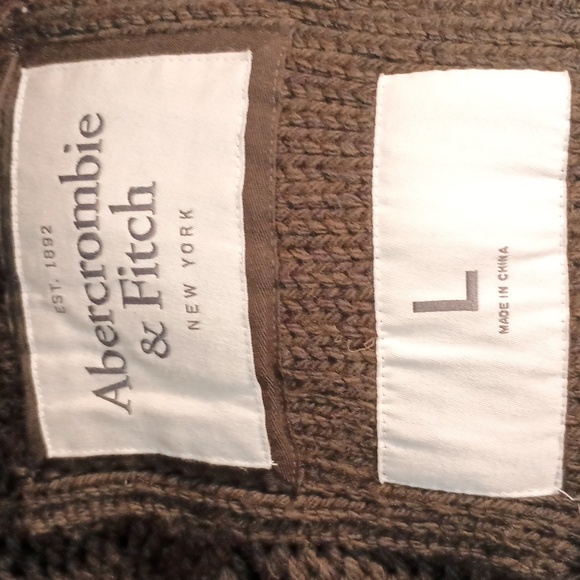 EST. 1892
Abercrombie
& Fitch
NEW YORK
L
MADE IN CHINA